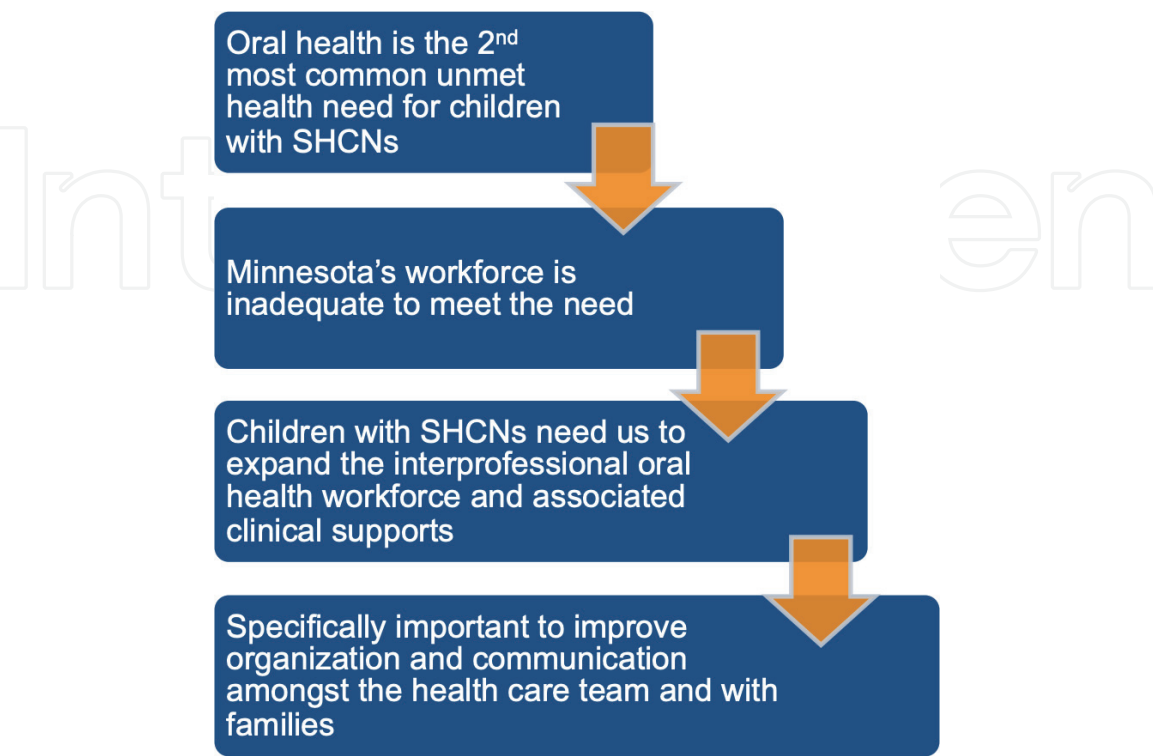 Oral health is the 2nd
most common unmet
health need for children
with SHCNs
Minnesota’s workforce is
inadequate to meet the need
Children with SHCNs need us to
expand the interprofessional oral
health workforce and associated
clinical supports
Specifically important to improve
organization and communication
amongst the health care team and with
families